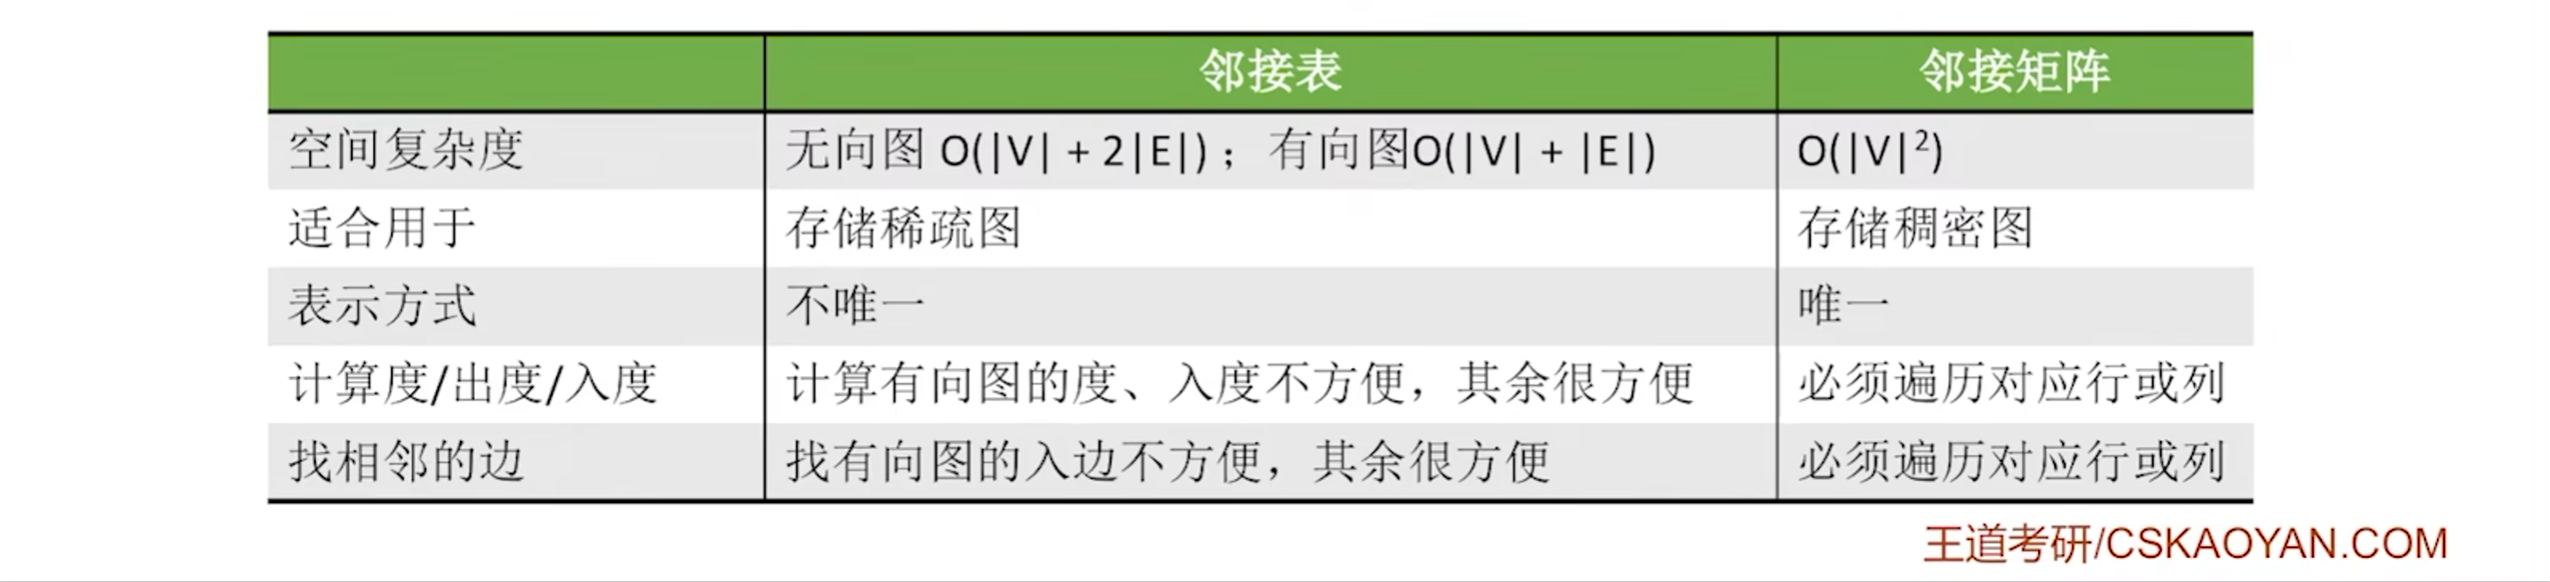 邻接表 邻接矩阵
空间复杂度 无向图 O(|V| + 2|E|)；有向图O(|V| + |E|) O(|V|²)
适合用于 存储稀疏图 存储稠密图
表示方式 不唯一 唯一
计算度/出度/入度 计算有向图的度、入度不方便，其余很方便 必须遍历对应行或列
找相邻的边 找有向图的入边不方便，其余很方便 必须遍历对应行或列
王道考研/CSKAOYAN.COM